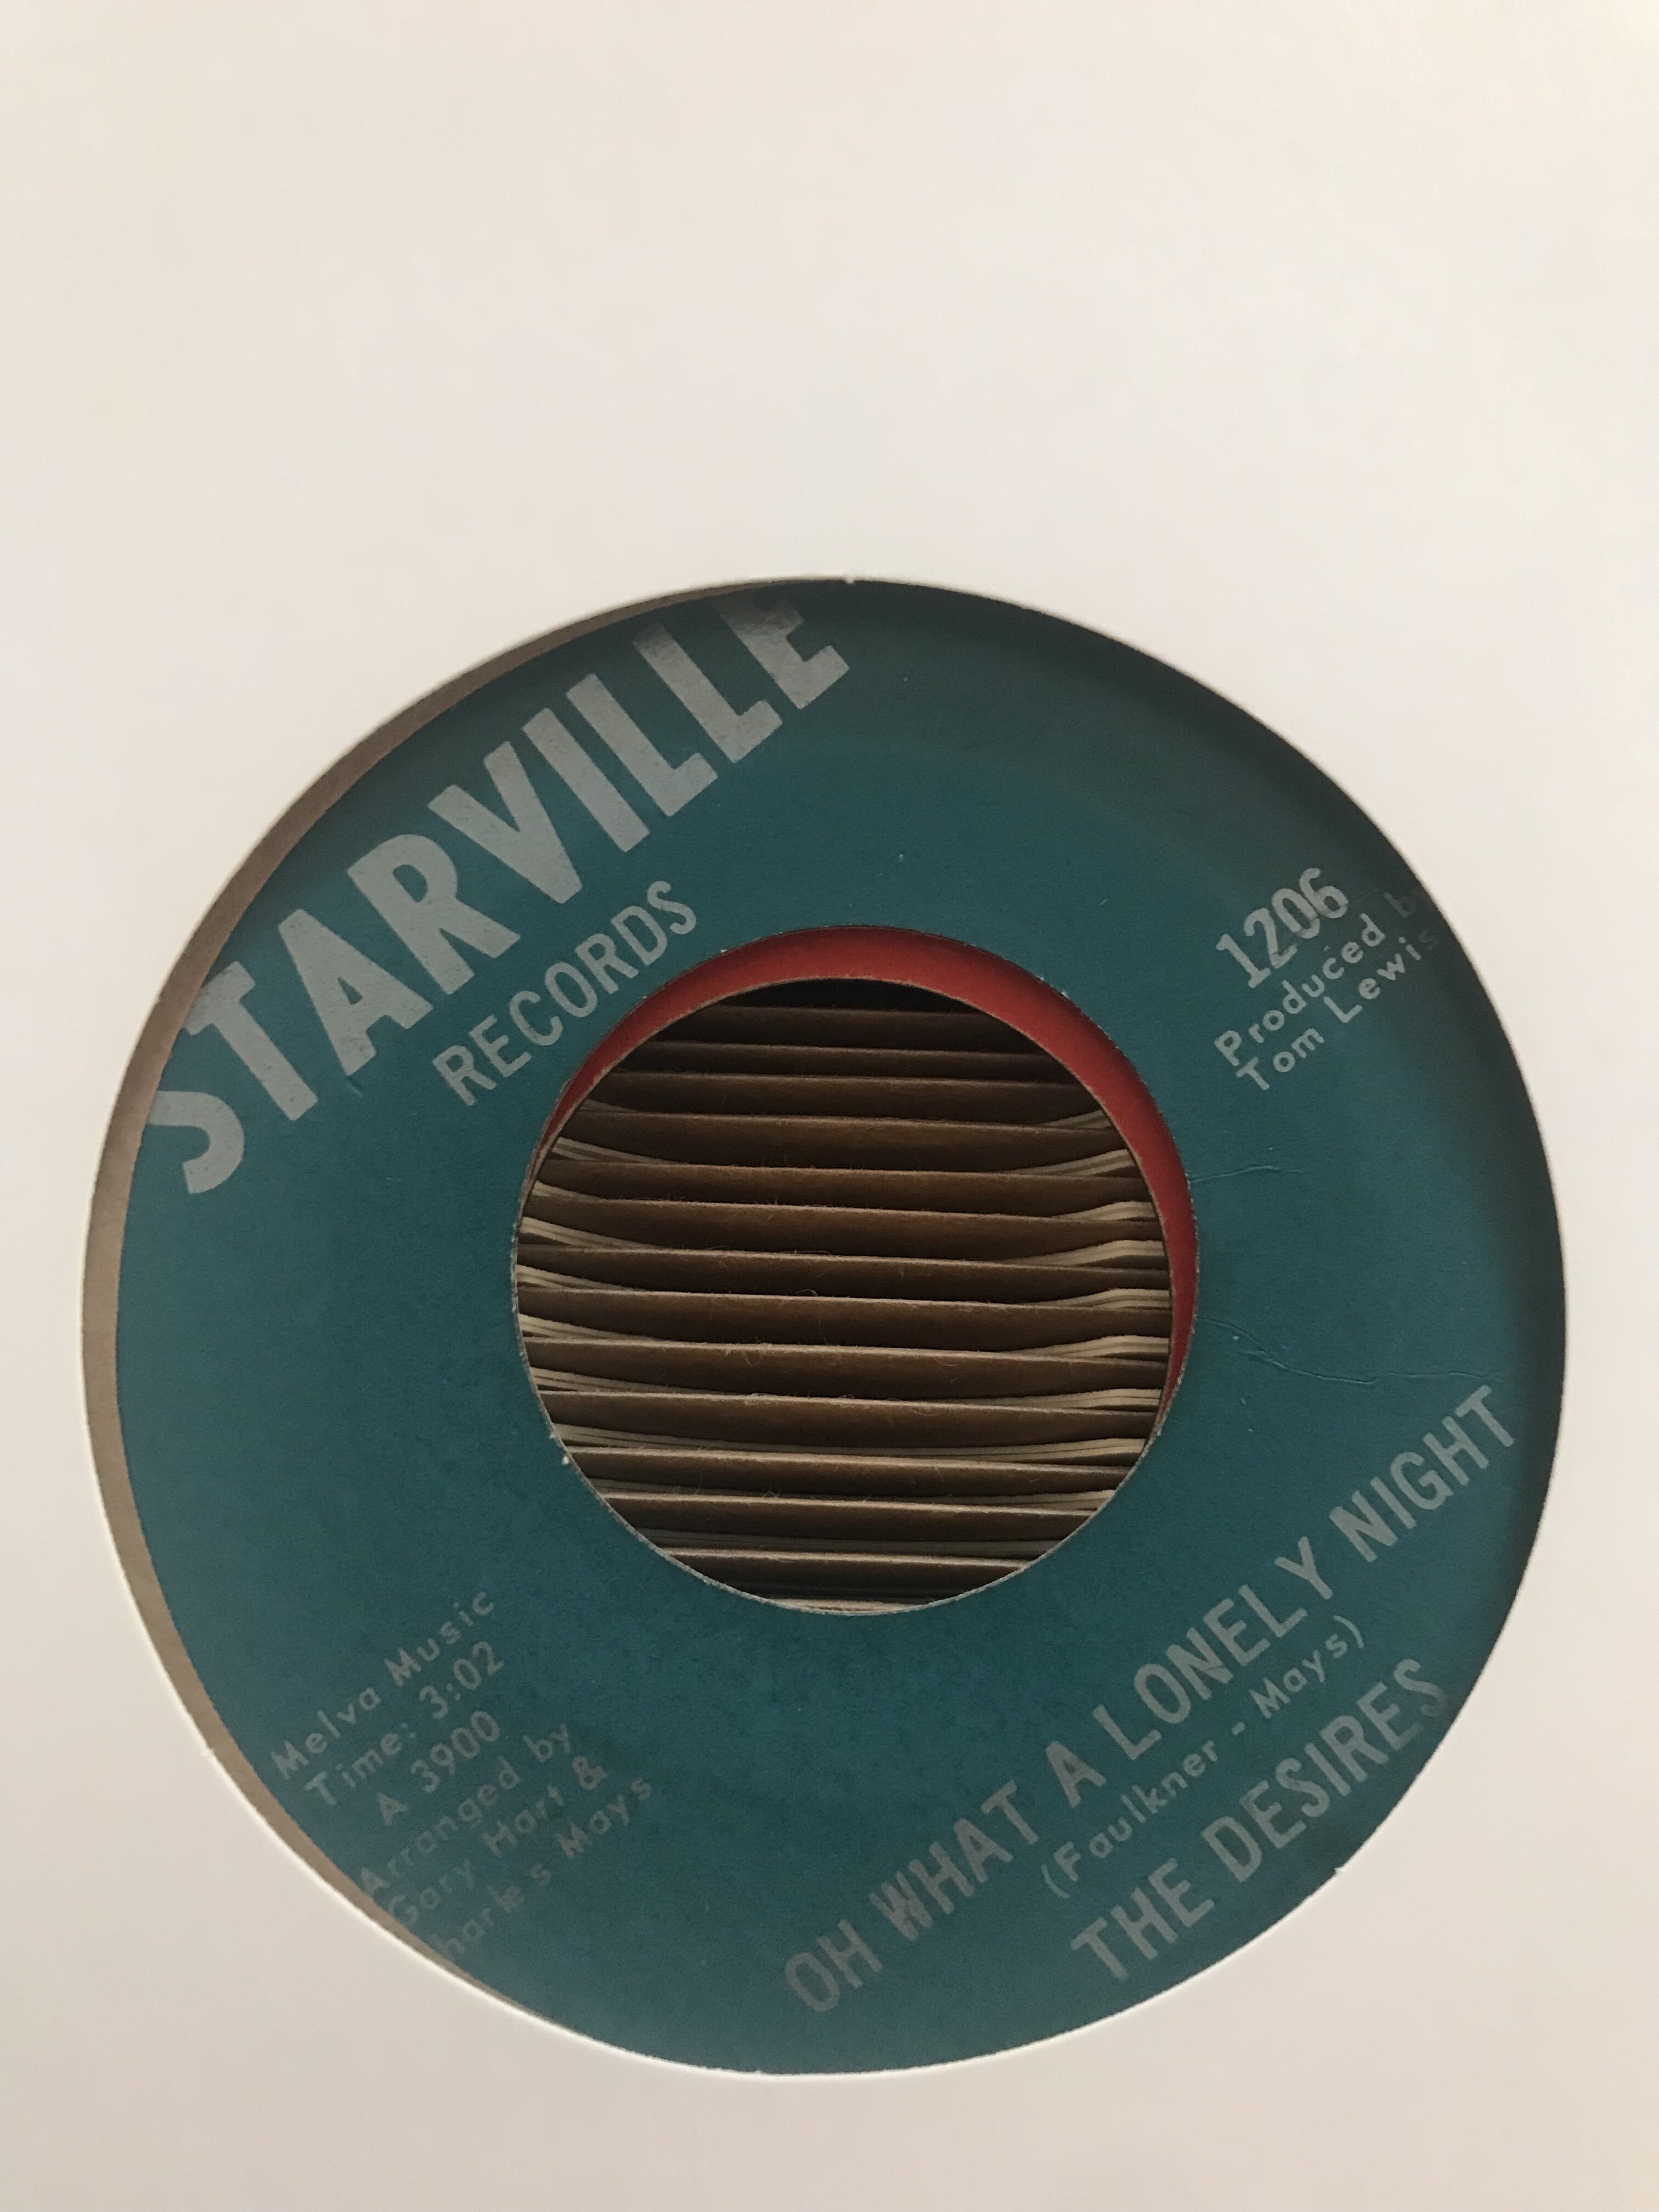 STARVILLE
RECORDS
1206
Produced
Tom Lewis
Melva Music
Time: 3:02
A 3900
Arranged by
Gary Hart &
harles Mays
OH WHAT A LONELY NIGHT
(Faulkner - Mays)
THE DESIRES